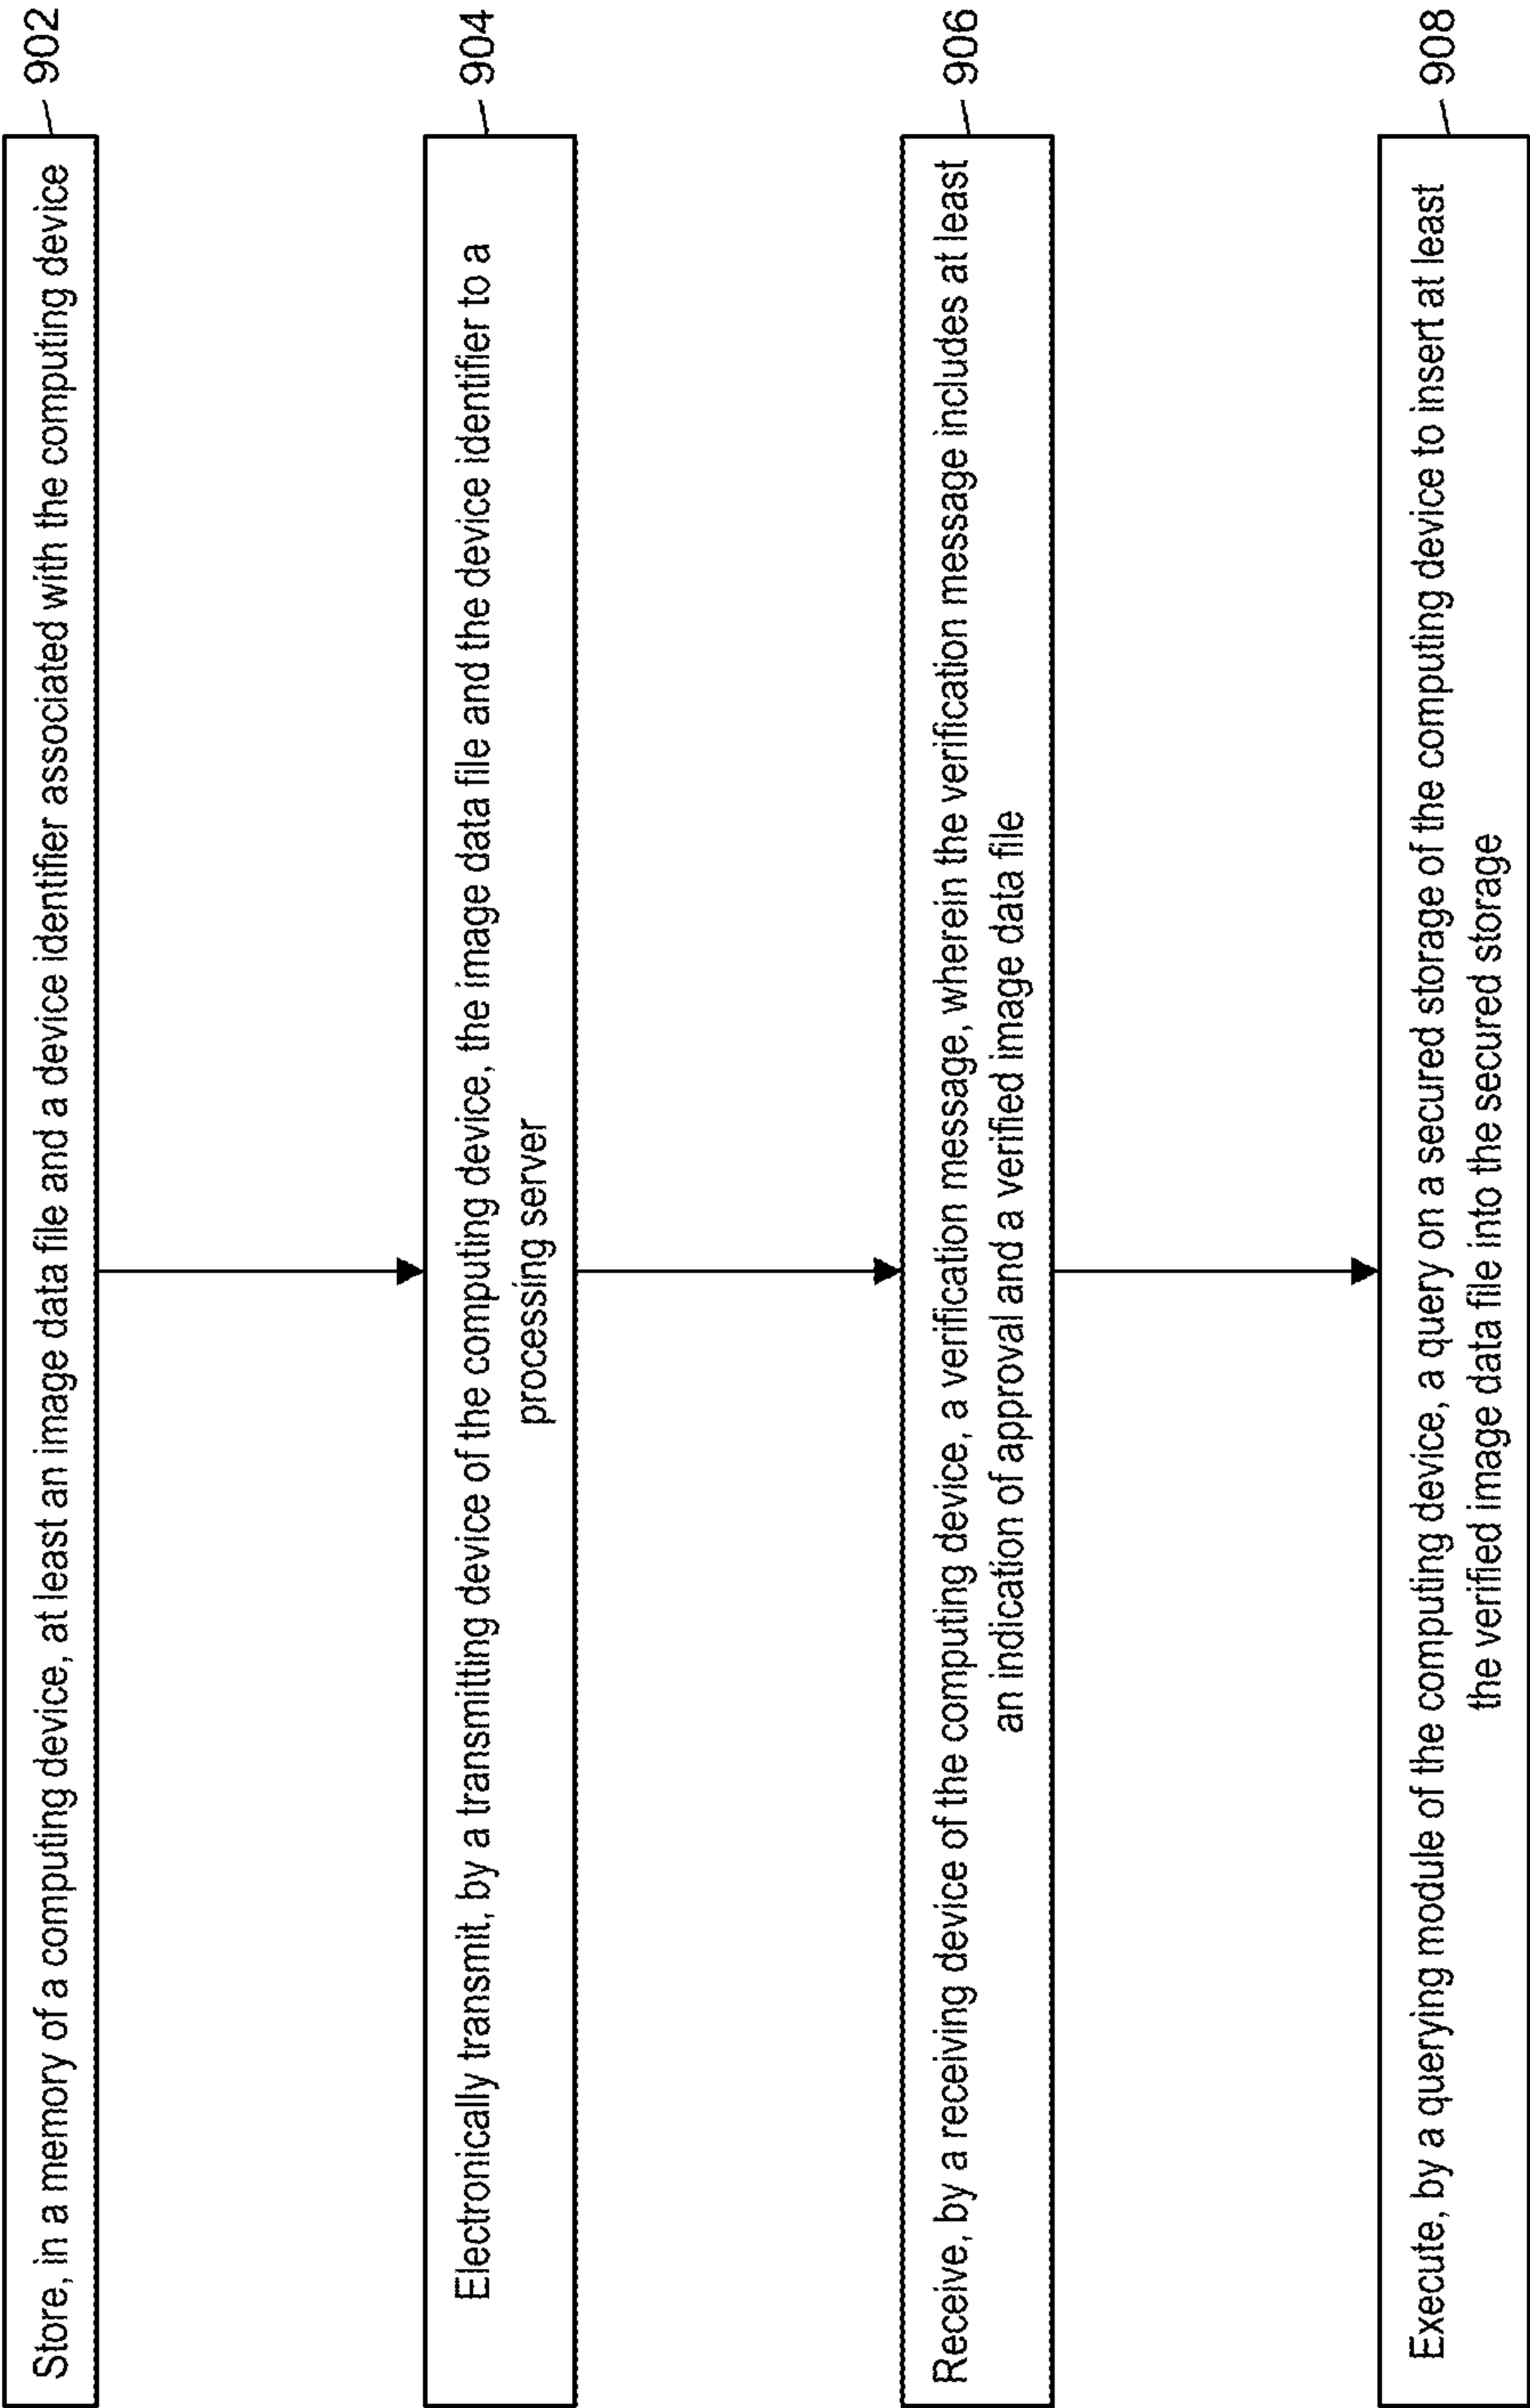 Store, in a memory of a computing device, at least an image data file and a device identifier associated with the computing device
902
Electronically transmit, by a transmitting device of the computing device, the image data file and the device identifier to a
processing server
904
Receive, by a receiving device of the computing device, a verification message, wherein the verification message includes at least
an indication of approval and a verified image data file
906
Execute, by a querying module of the computing device, a query on a secured storage of the computing device to insert at least
the verified image data file into the secured storage
908